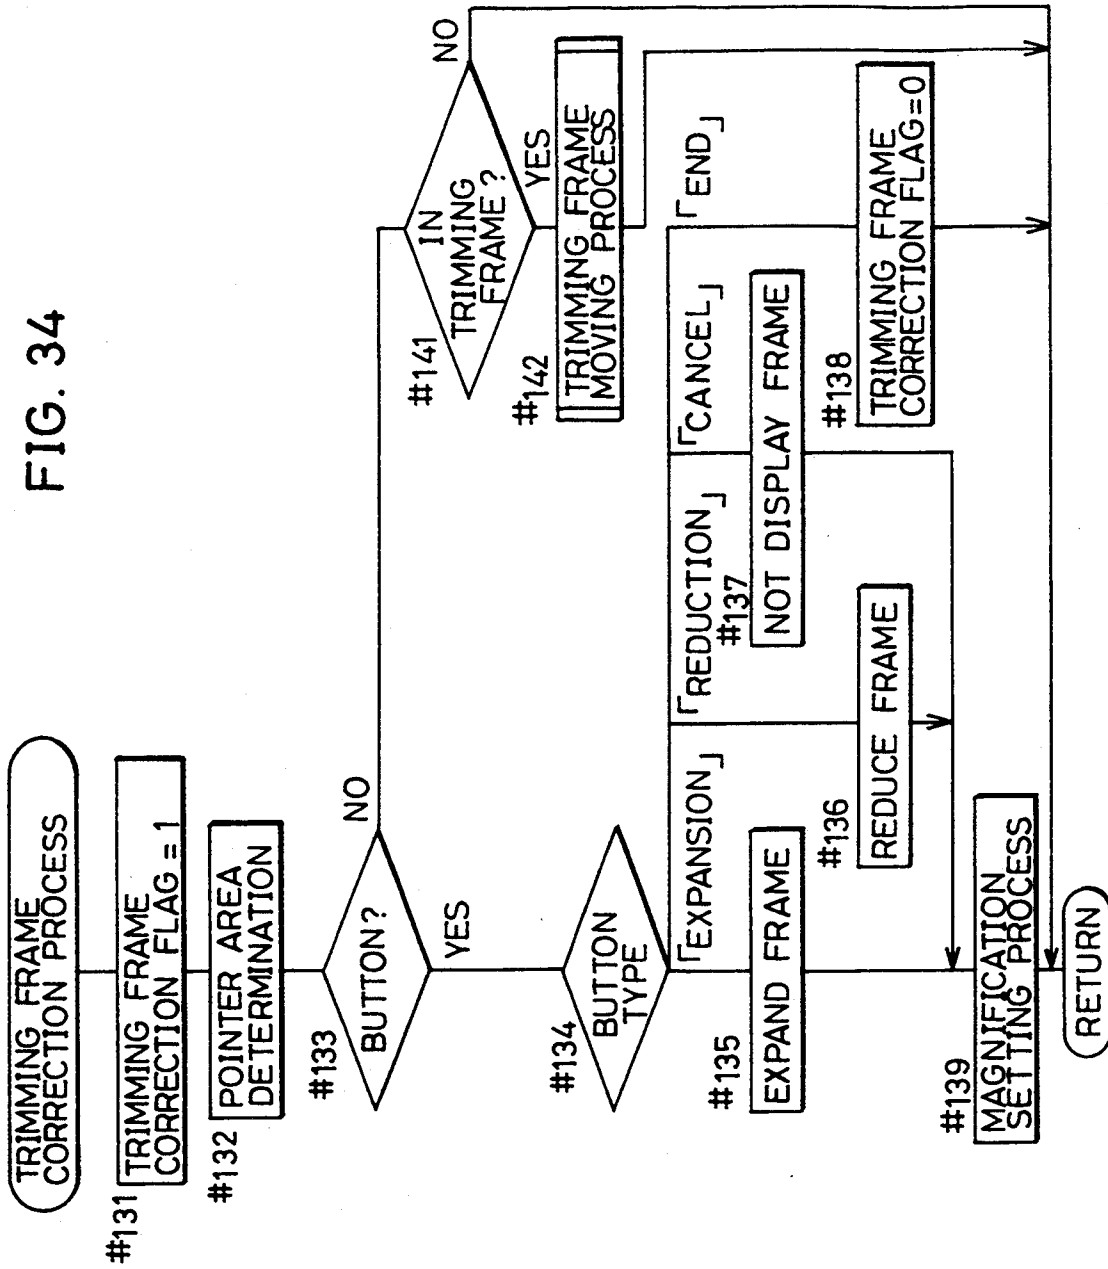 FIG. 34
TRIMMING FRAME
CORRECTION PROCESS
#131
TRIMMING FRAME
CORRECTION FLAG = 1
#132
POINTER AREA
DETERMINATION
#133
BUTTON?
NO
YES
#141
IN
TRIMMING
FRAME?
NO
YES
#142
TRIMMING FRAME
MOVING PROCESS
#134
BUTTON
TYPE
「EXPANSION」
「REDUCTION」
「CANCEL」
「END」
#135
EXPAND FRAME
#136
REDUCE FRAME
#137
NOT DISPLAY FRAME
#138
TRIMMING FRAME
CORRECTION FLAG=0
#139
MAGNIFICATION
SETTING PROCESS
RETURN